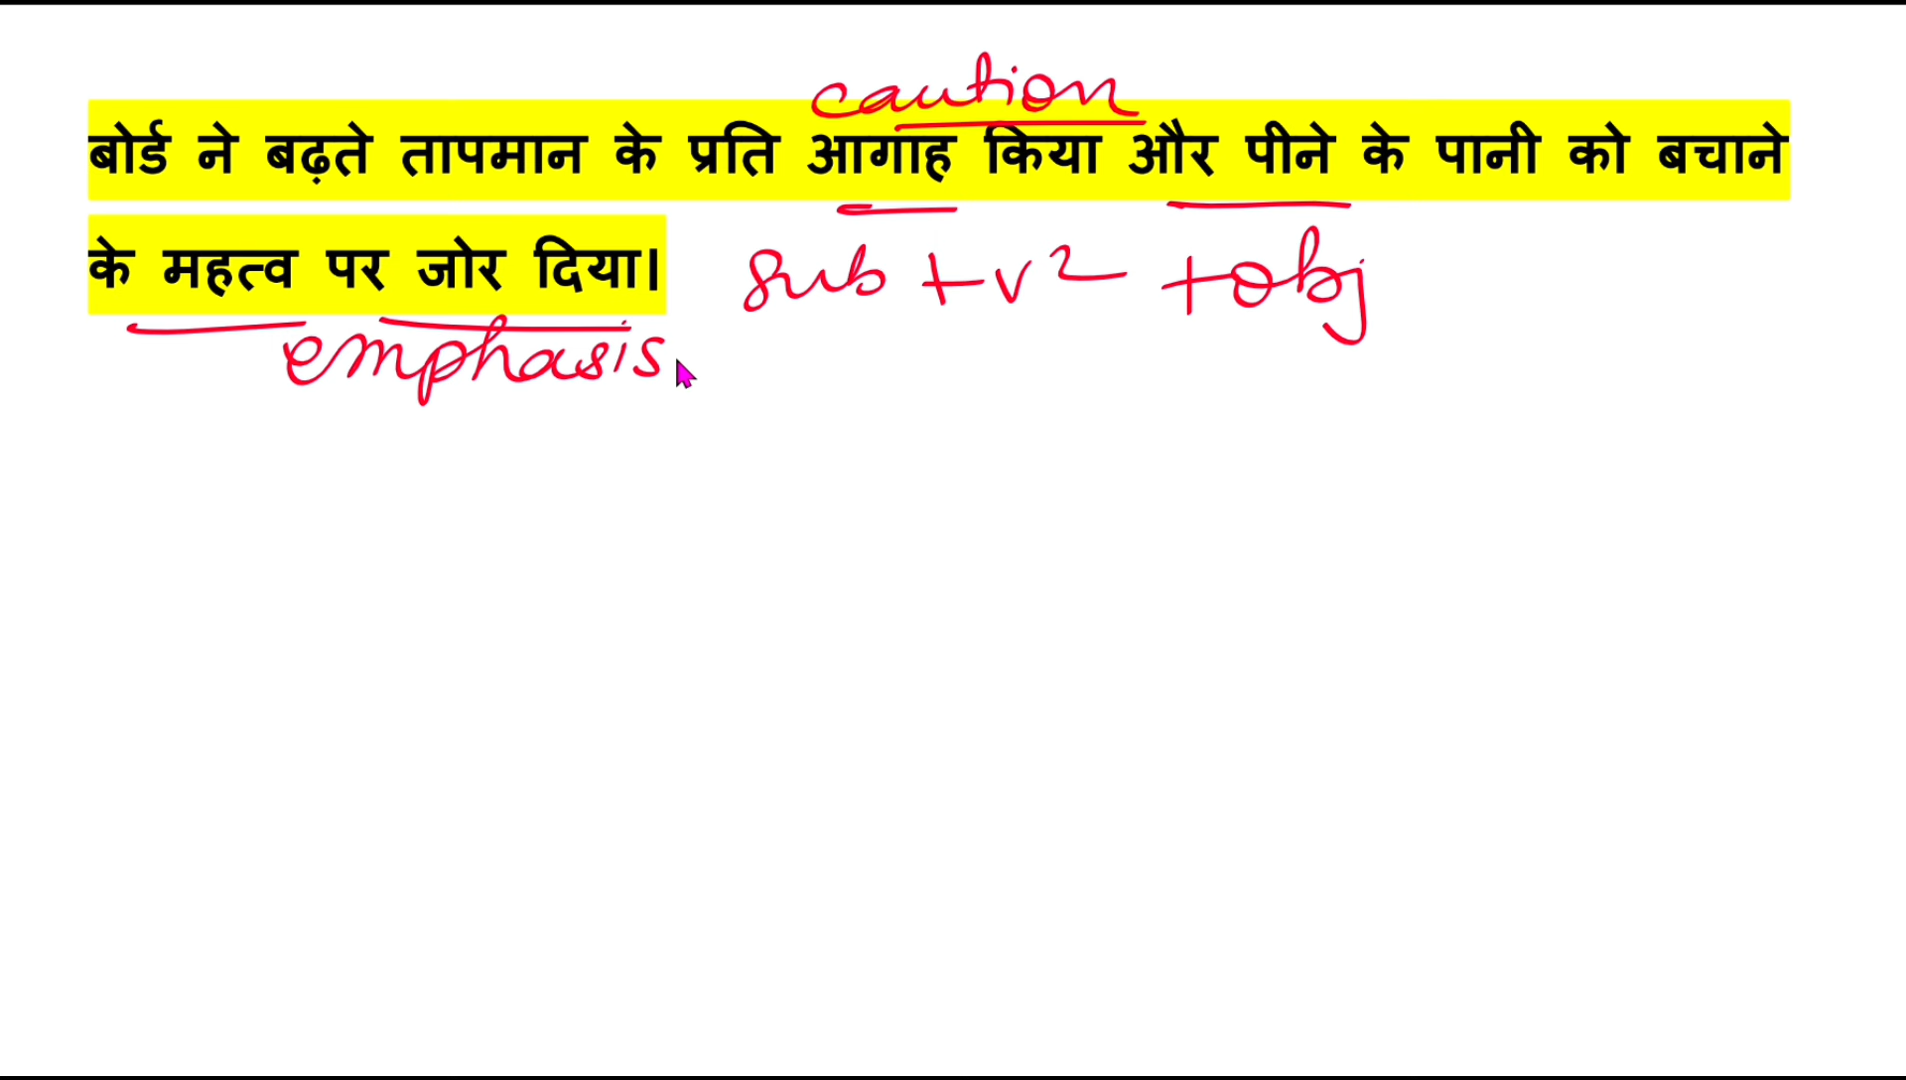 caution
बोर्ड ने बढ़ते तापमान के प्रति आगाह किया और पीने के पानी को बचाने
के महत्व पर जोर दिया। sub + v2 + obj
emphasis